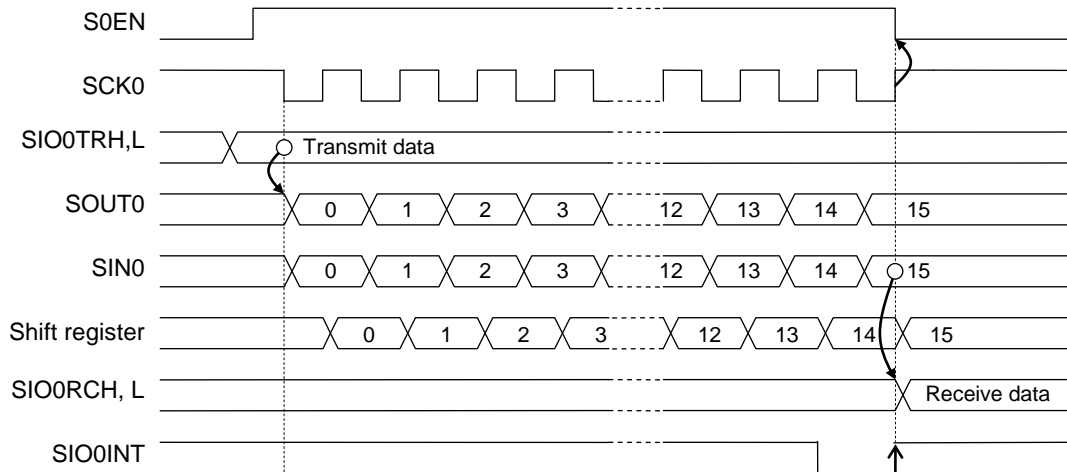 S0EN
SCK0
SIO0TRH,L
Transmit data
SOUT0
0 1 2 3 12 13 14 15
SIN0
0 1 2 3 12 13 14 15
Shift register
0 1 2 3 12 13 14 15
SIO0RCH, L
Receive data
SIO0INT